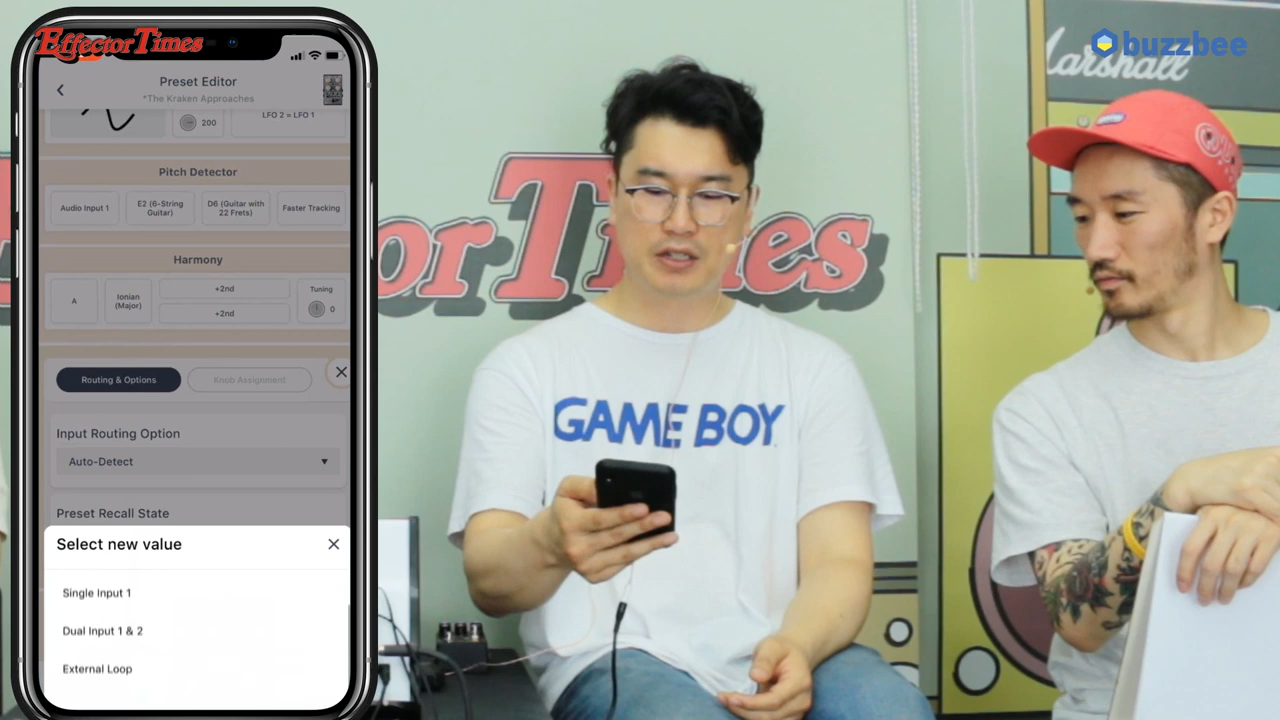 Effector Times
Preset Editor
*The Kraken Approaches
200
LFO 2 = LFO 1
Pitch Detector
Audio Input 1
E2 (6-String
Guitar)
D6 (Guitar with
22 Frets)
Faster Tracking
Harmony
A
Ionian
(Major)
+2nd
+2nd
Tuning
0
Routing & Options
Knob Assignment
Input Routing Option
Auto-Detect
Preset Recall State
Select new value
Single Input 1
Dual Input 1 & 2
External Loop
or Times
GAME BOY
buzzbee
Marshall